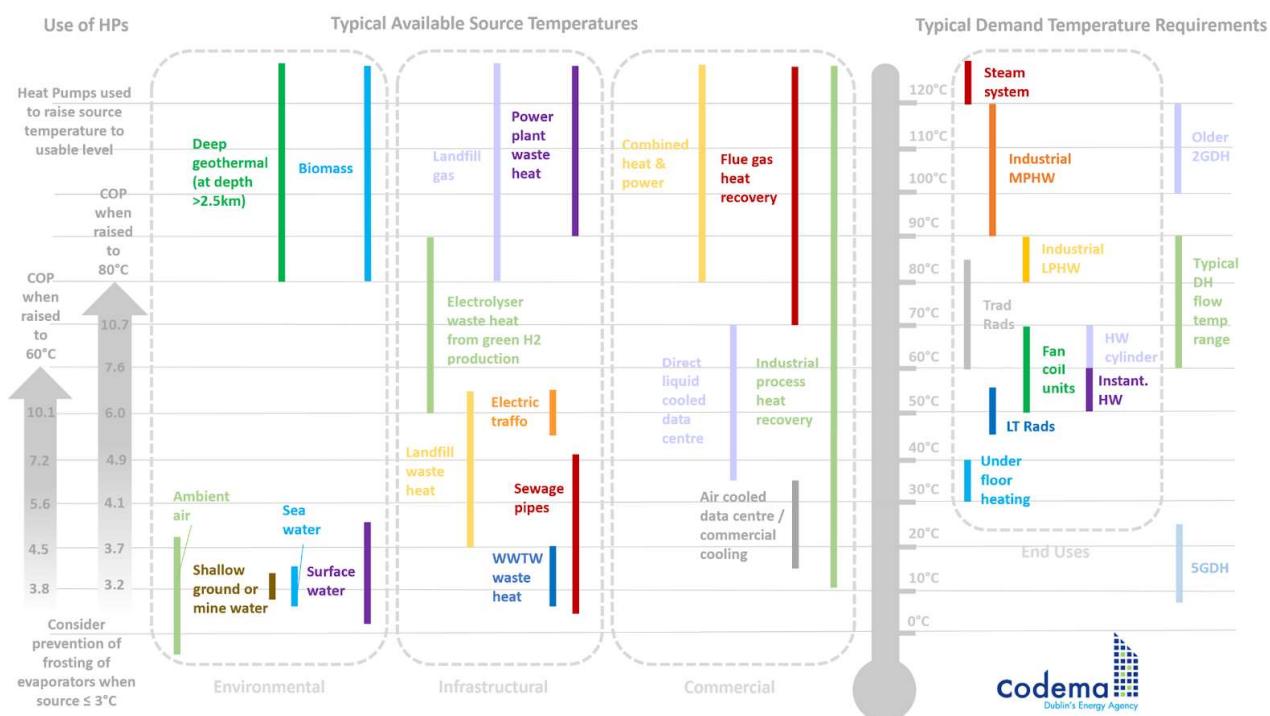 Use of HPs
Typical Available Source Temperatures
Typical Demand Temperature Requirements
Heat Pumps used
to raise source
temperature to
usable level
COP
when
raised
to
80°C
COP
when
raised
to
60°C
10.7
7.6
10.1
6.0
7.2
4.9
5.6
4.1
4.5
3.7
3.8
3.2
Consider
prevention of
frosting of
evaporators when
source ≤ 3°C
Deep
geothermal
(at depth
>2.5km)
Biomass
Ambient
air
Sea
water
Shallow
ground or
mine water
Surface
water
Environmental
Landfill
gas
Power
plant
waste
heat
Electrolyser
waste heat
from green H2
production
Electric
traffo
Landfill
waste
heat
Sewage
pipes
WWTW
waste
heat
Infrastructural
Combined
heat &
power
Flue gas
heat
recovery
Direct
liquid
cooled
data
centre
Industrial
process
heat
recovery
Air cooled
data centre /
commercial
cooling
Commercial
120°C
110°C
100°C
90°C
80°C
70°C
60°C
50°C
40°C
30°C
20°C
10°C
0°C
Steam
system
Industrial
MPHW
Older
2GDH
Industrial
LPHW
Trad
Rads
Typical
DH
flow
temp
range
Fan
coil
units
HW
cylinder
Instant.
HW
LT Rads
Under
floor
heating
End Uses
5GDH
codema
Dublin's Energy Agency